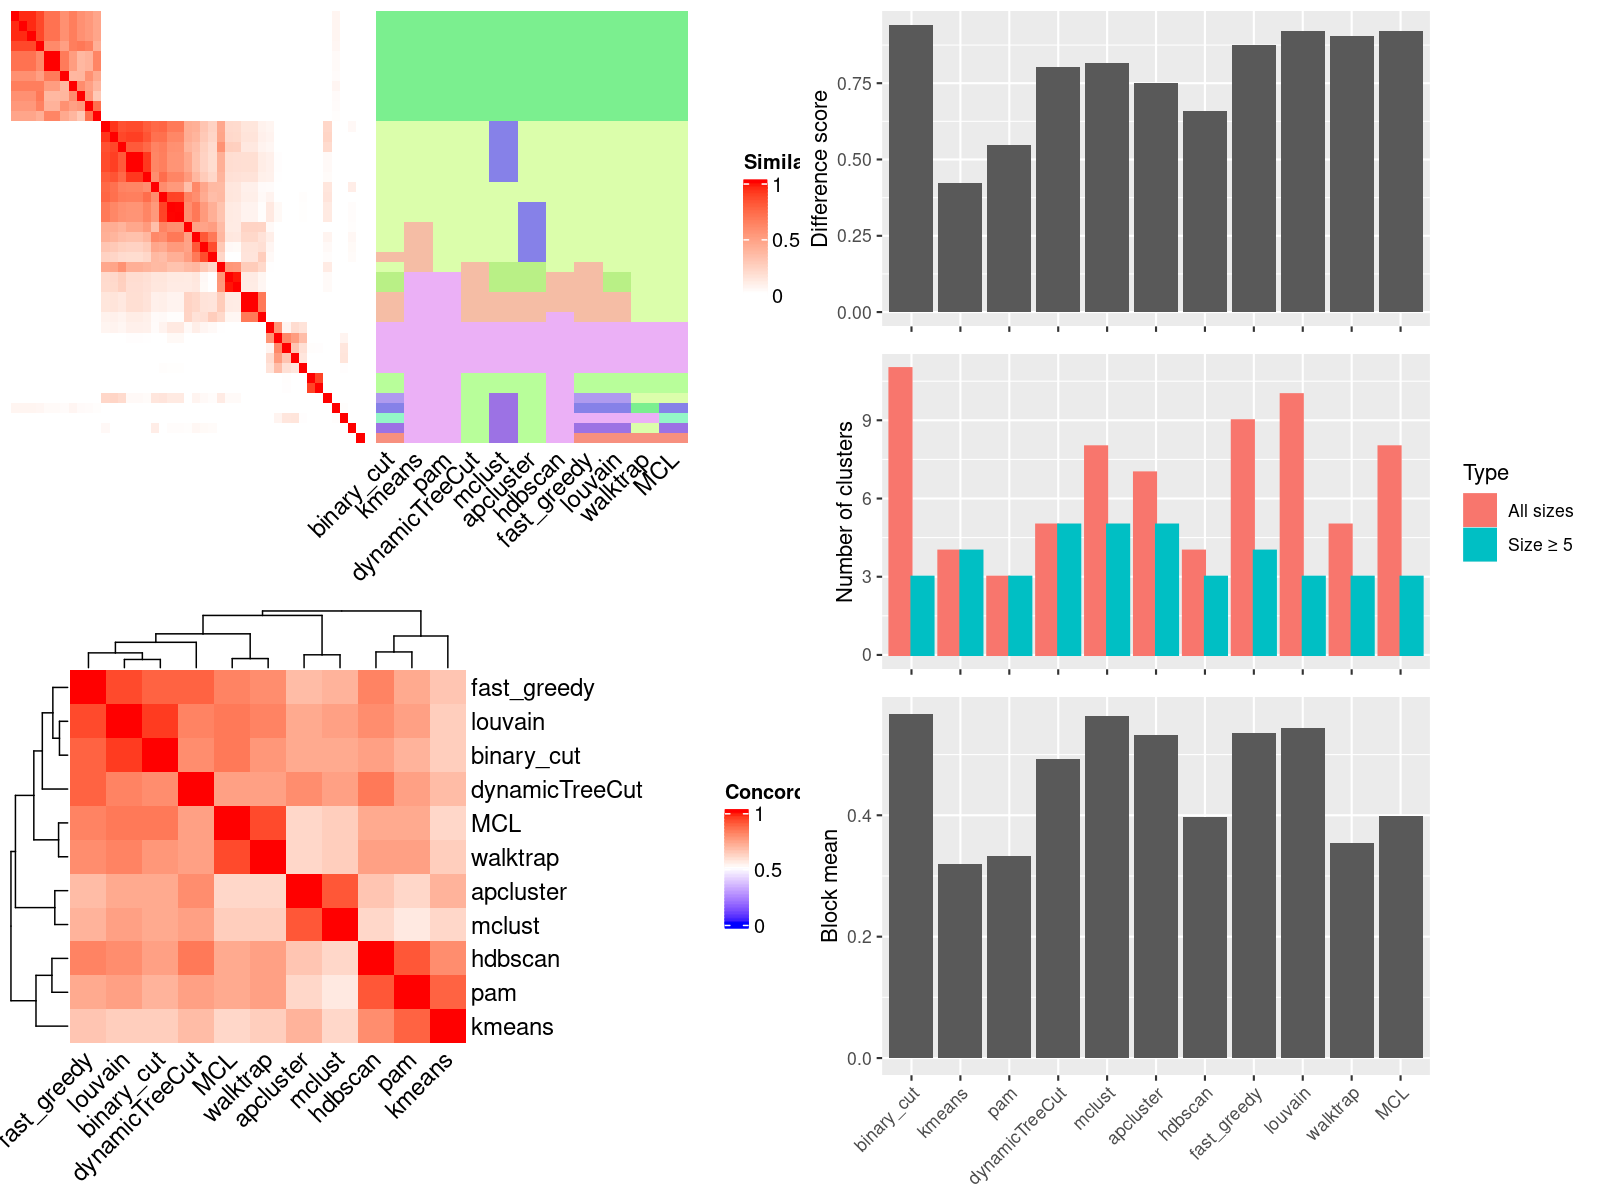 Simila
1
0.5
0
binary_cut
kmeans
pam
dynamicTreeCut
mclust
apcluster
hdbscan
fast_greedy
louvain
walktrap
MCL
fast_greedy
louvain
binary_cut
dynamicTreeCut
MCL
walktrap
apcluster
mclust
hdbscan
pam
kmeans
Concord
1
0.5
0
fast_greedy
louvain
binary_cut
dynamicTreeCut
MCL
walktrap
apcluster
mclust
hdbscan
pam
kmeans
Difference score
0.75
0.50
0.25
0.00
Number of clusters
9
6
3
0
Type
All sizes
Size ≥ 5
Block mean
0.4
0.2
0.0
binary_cut
kmeans
pam
dynamicTreeCut
mclust
apcluster
hdbscan
fast_greedy
louvain
walktrap
MCL